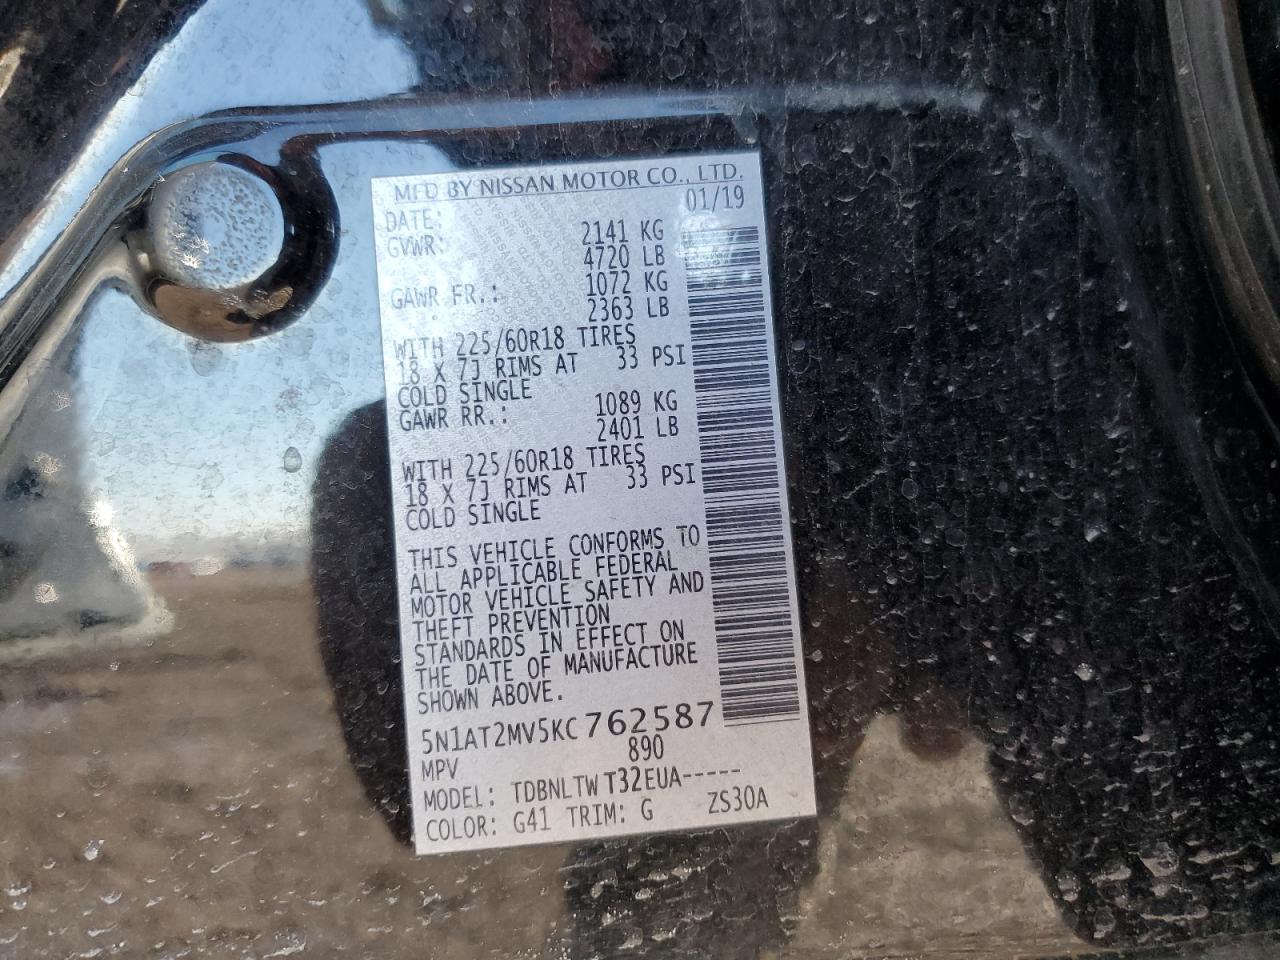 MFD BY NISSAN MOTOR CO., LTD.
DATE: 01/19
GVWR: 2141 KG
4720 LB
GAWR FR.: 1072 KG
2363 LB
WITH 225/60R18 TIRES
18 X 7J RIMS AT 33 PSI
COLD SINGLE
GAWR RR.: 1089 KG
2401 LB
WITH 225/60R18 TIRES
18 X 7J RIMS AT 33 PSI
COLD SINGLE
THIS VEHICLE CONFORMS TO
ALL APPLICABLE FEDERAL
MOTOR VEHICLE SAFETY AND
THEFT PREVENTION
STANDARDS IN EFFECT ON
THE DATE OF MANUFACTURE
SHOWN ABOVE.
5N1AT2MV5KC762587
MPV 890
MODEL: TDBNLTWT32EUA-----
COLOR: G41 TRIM: G ZS30A